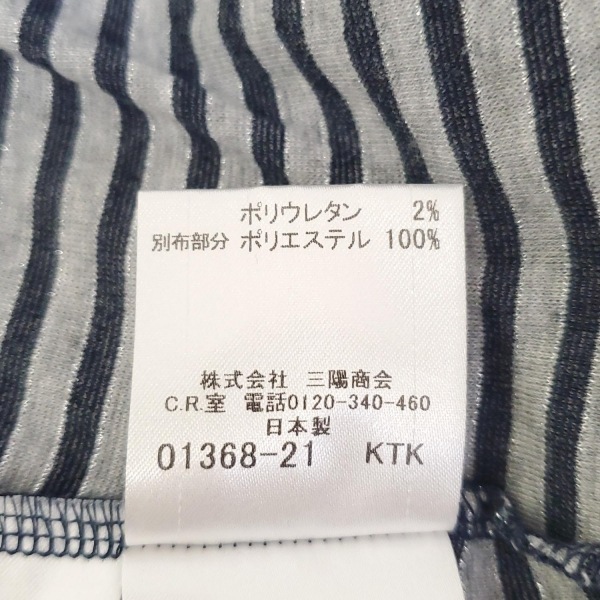 ポリウレタン 2%
別布部分 ポリエステル 100%
株式会社 三陽商会
C.R.室 電話0120-340-460
日本製
01368-21 KTK